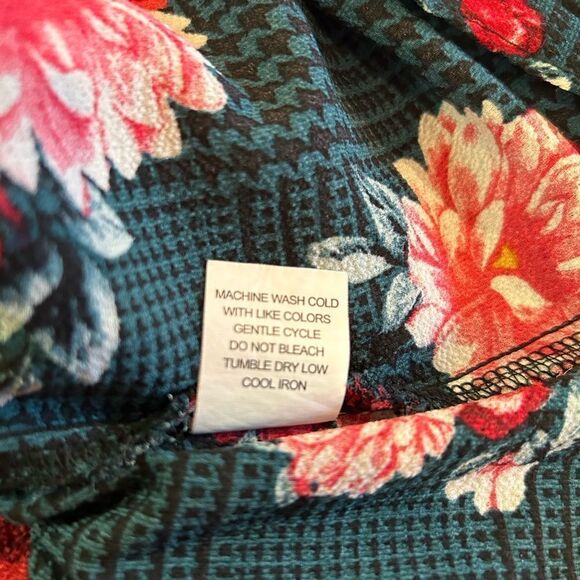 MACHINE WASH COLD
WITH LIKE COLORS
GENTLE CYCLE
DO NOT BLEACH
TUMBLE DRY LOW
COOL IRON